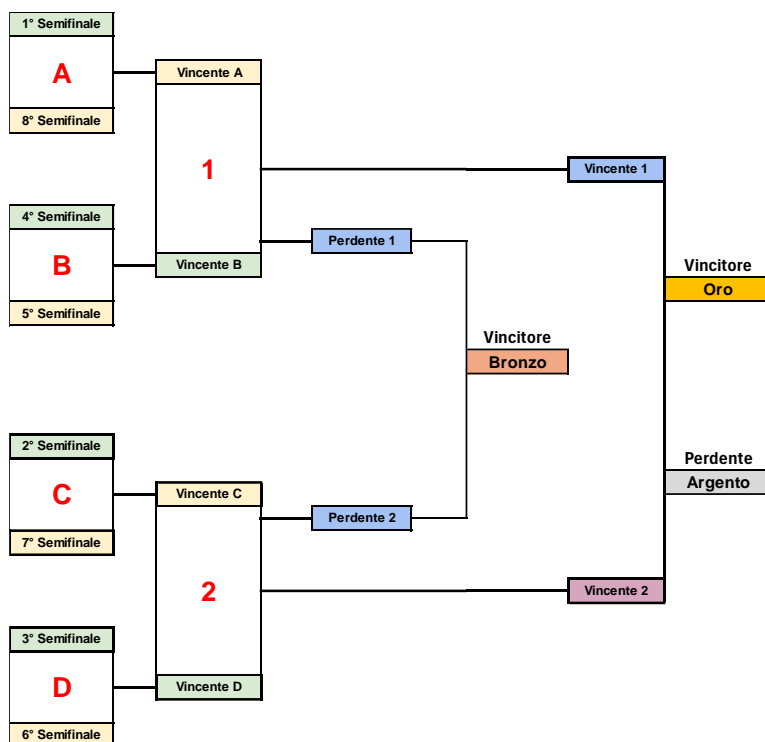 1° Semifinale
A
8° Semifinale
Vincente A
1
Vincente B
4° Semifinale
B
5° Semifinale
Perdente 1
Vincente 1
Vincitore
Oro
Vincitore
Bronzo
Perdente
Argento
2° Semifinale
C
7° Semifinale
Vincente C
2
Vincente D
Perdente 2
Vincente 2
3° Semifinale
D
6° Semifinale